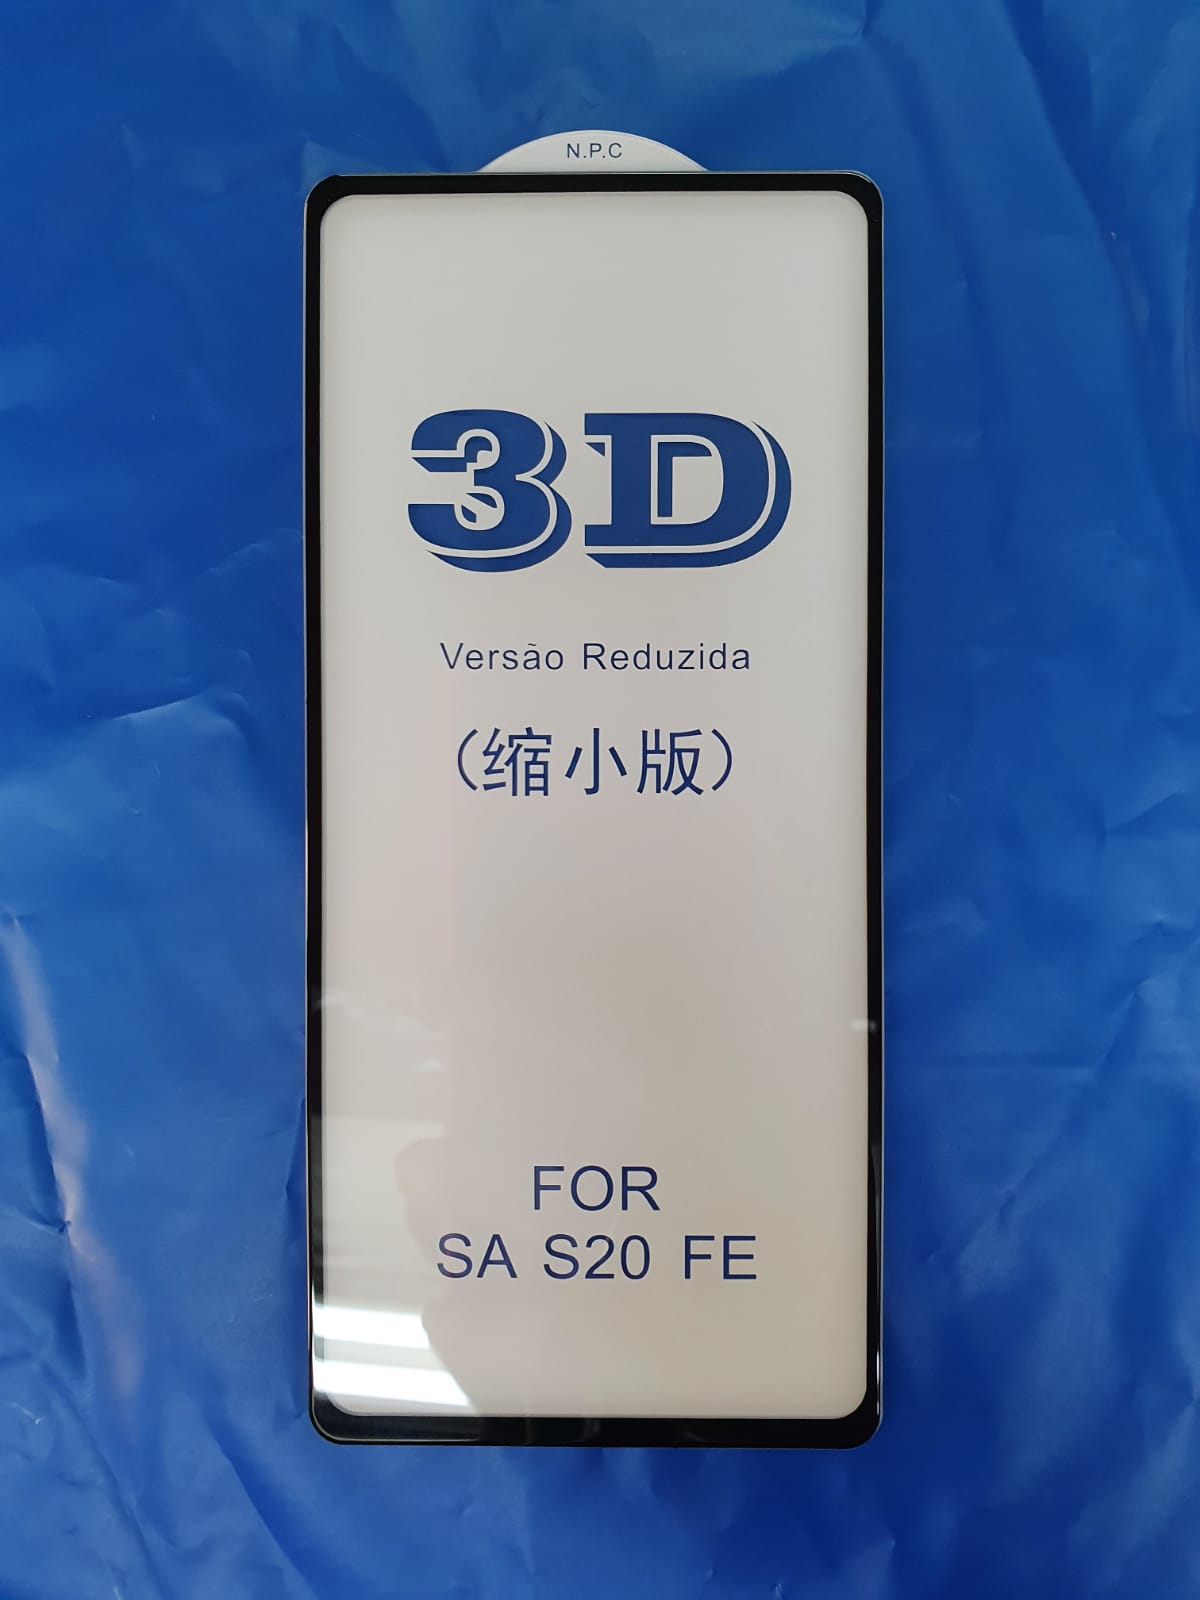 N.P.C
3D
Versão Reduzida
（缩小版）
FOR
SA S20 FE